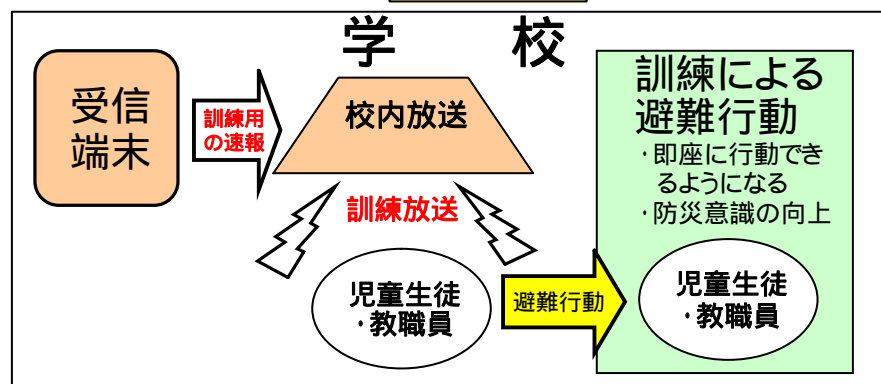 学 校
受信
端末
訓練用
の速報
校内放送
訓練放送
児童生徒
・教職員
避難行動
訓練による
避難行動
・即座に行動でき
るようになる
・防災意識の向上
児童生徒
・教職員